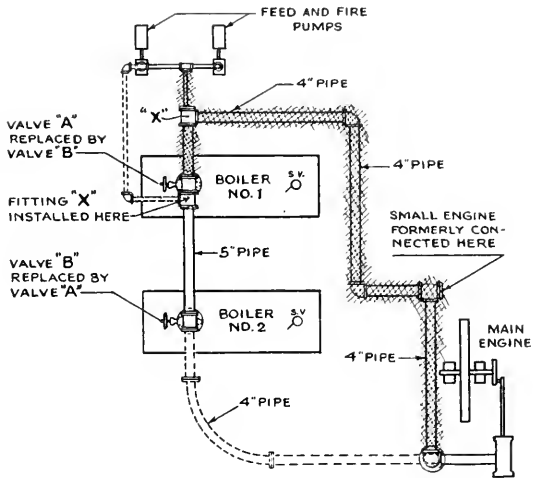 FEED AND FIRE
PUMPS
"X"
4" PIPE
VALVE "A"
REPLACED BY
VALVE "B"
4" PIPE
BOILER
NO. 1
S.V.
FITTING "X"
INSTALLED HERE
SMALL ENGINE
FORMERLY CON-
NECTED HERE
5" PIPE
VALVE "B"
REPLACED BY
VALVE "A"
BOILER
NO. 2
S.V
MAIN
ENGINE
4" PIPE
4" PIPE